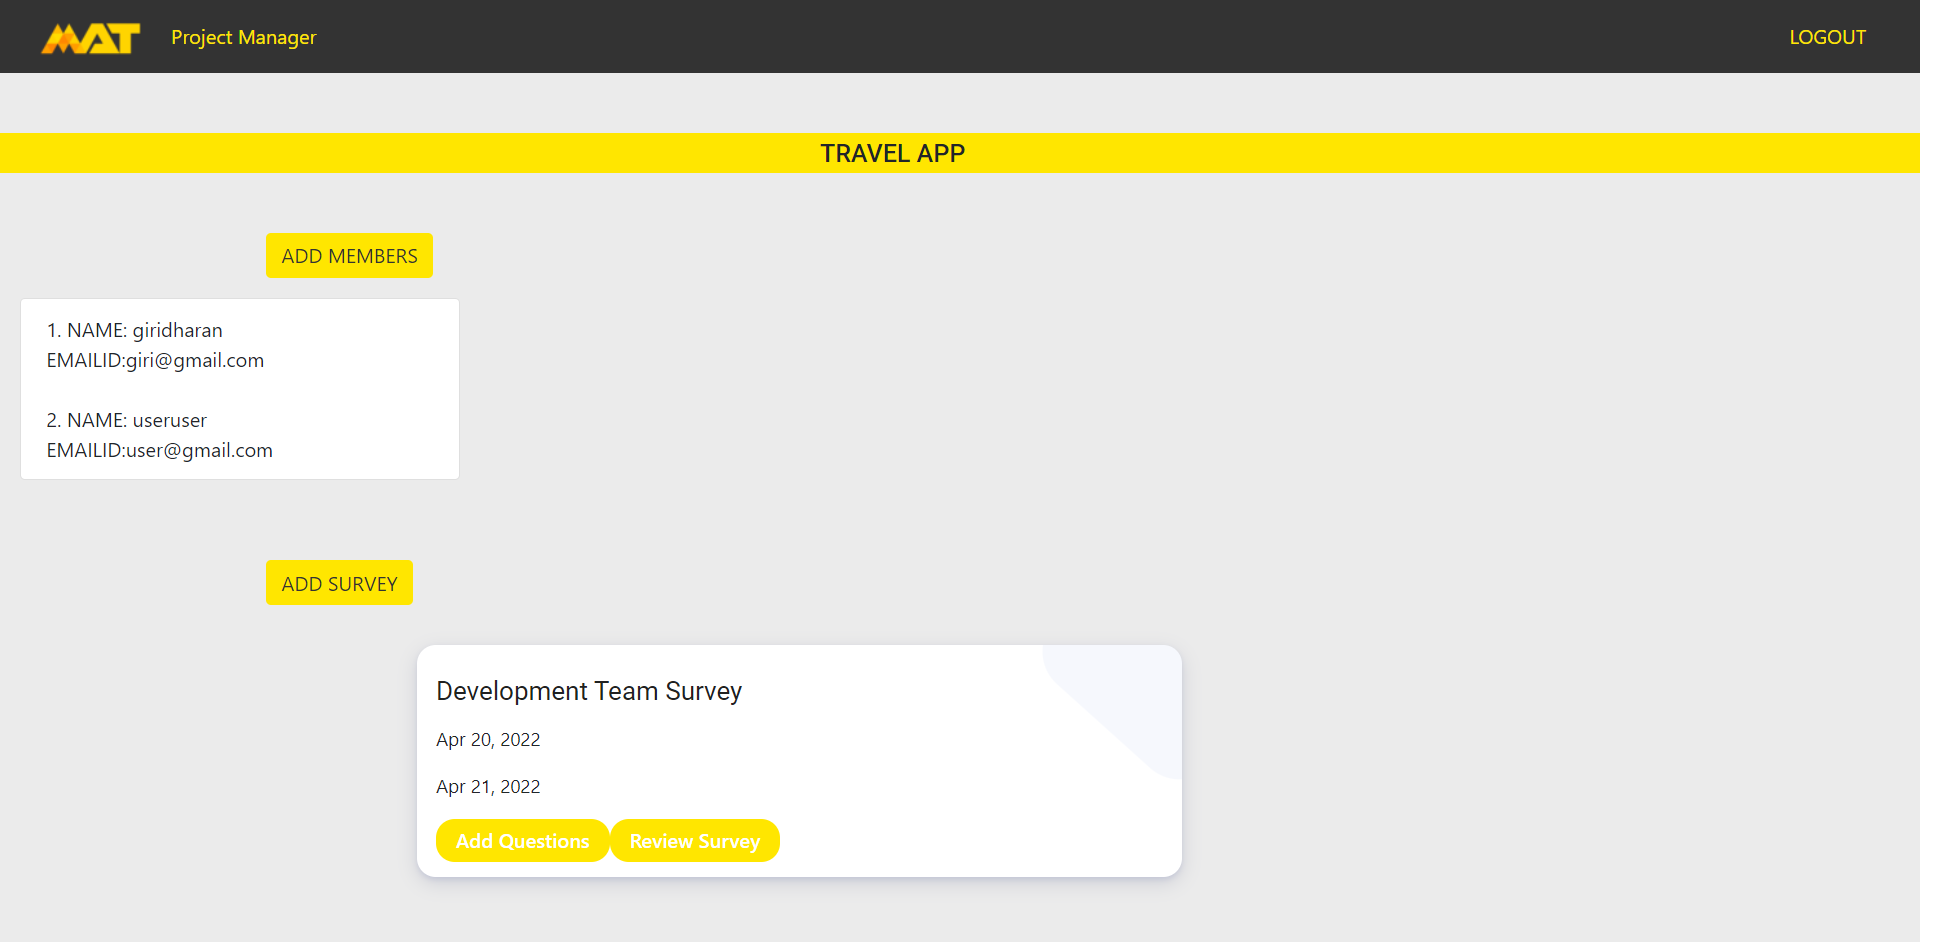 MAT Project Manager LOGOUT
TRAVEL APP
ADD MEMBERS
1. NAME: giridharan
EMAILID:giri@gmail.com
2. NAME: useruser
EMAILID:user@gmail.com
ADD SURVEY
Development Team Survey
Apr 20, 2022
Apr 21, 2022
Add Questions Review Survey